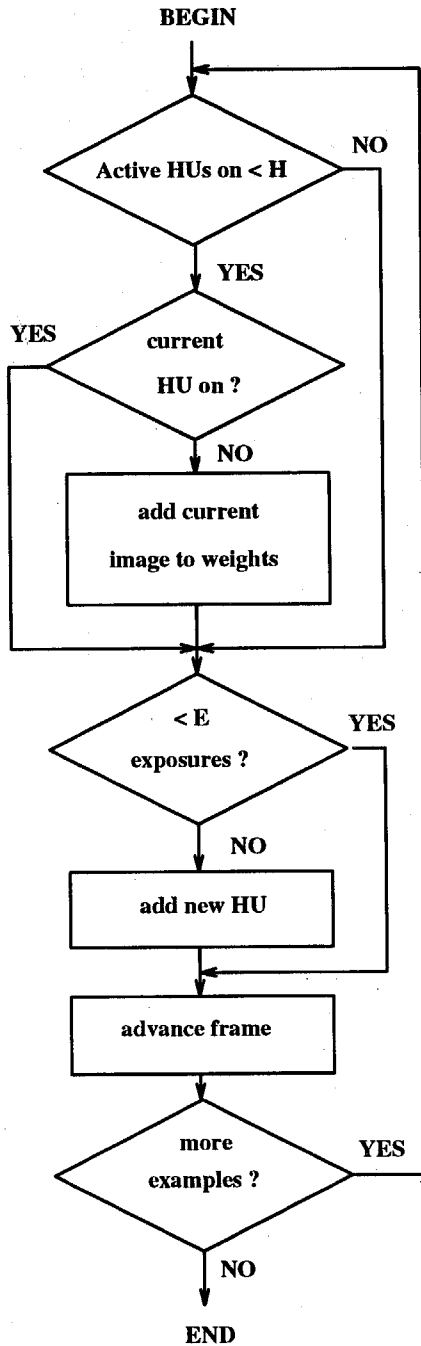 BEGIN
Active HUs on < H
NO
YES
YES
current
HU on ?
NO
add current
image to weights
< E
exposures ?
YES
NO
add new HU
advance frame
more
examples ?
YES
NO
END